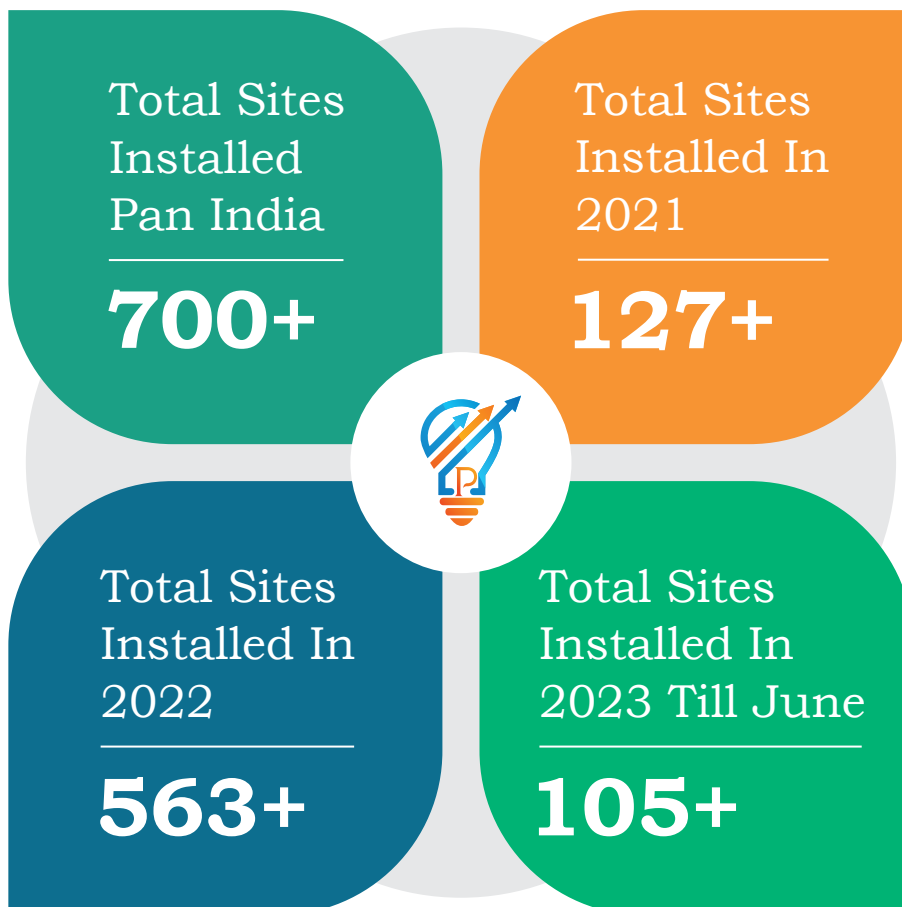 Total Sites
Installed
Pan India
700+
Total Sites
Installed In
2021
127+
P
Total Sites
Installed In
2022
563+
Total Sites
Installed In
2023 Till June
105+